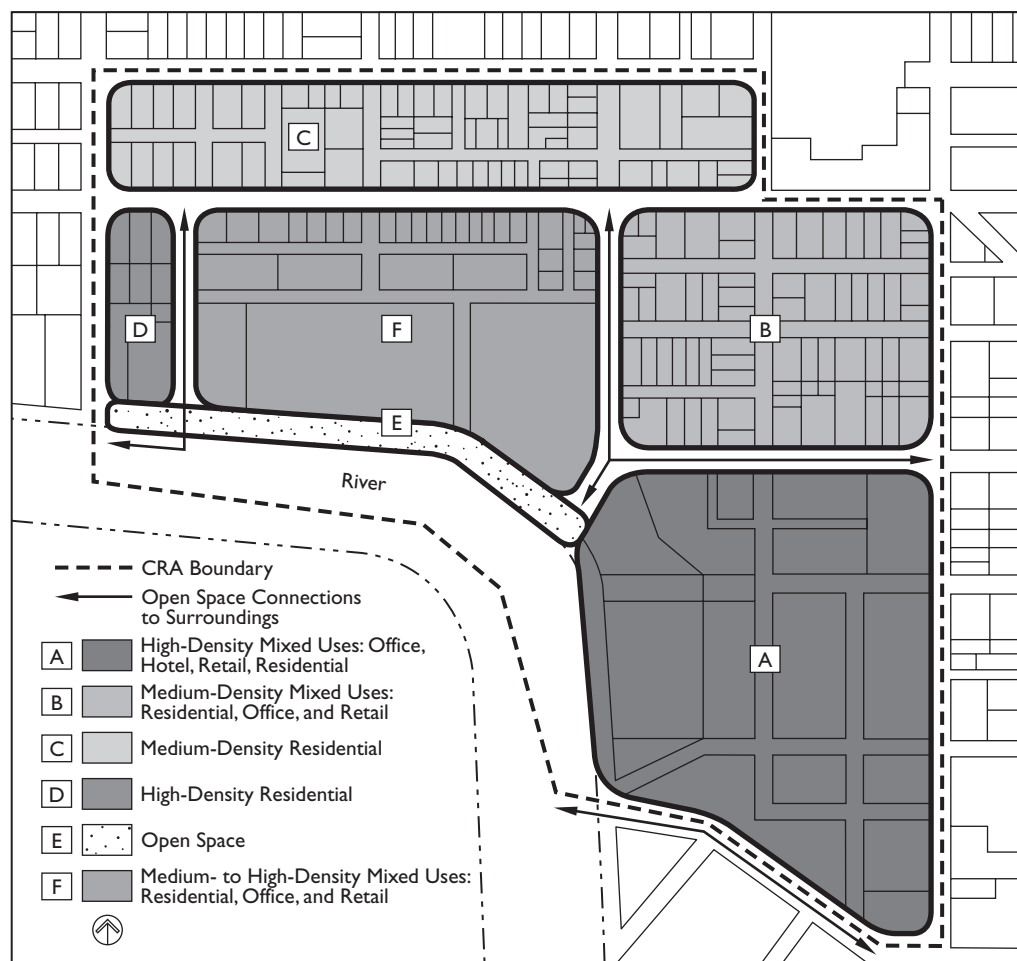 C
D
F
B
E
River
A
CRA Boundary
Open Space Connections
to Surroundings
A High-Density Mixed Uses: Office,
Hotel, Retail, Residential
B Medium-Density Mixed Uses:
Residential, Office, and Retail
C Medium-Density Residential
D High-Density Residential
E Open Space
F Medium- to High-Density Mixed Uses:
Residential, Office, and Retail